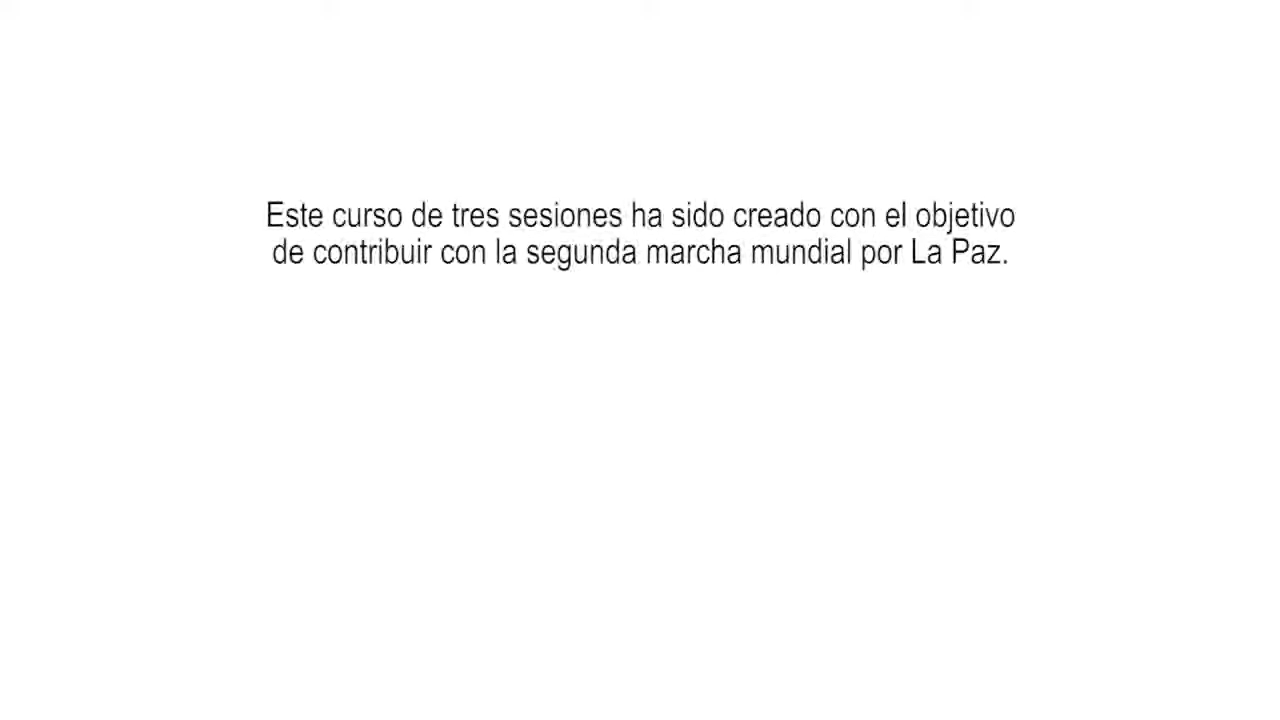 Este curso de tres sesiones ha sido creado con el objetivo
de contribuir con la segunda marcha mundial por La Paz.